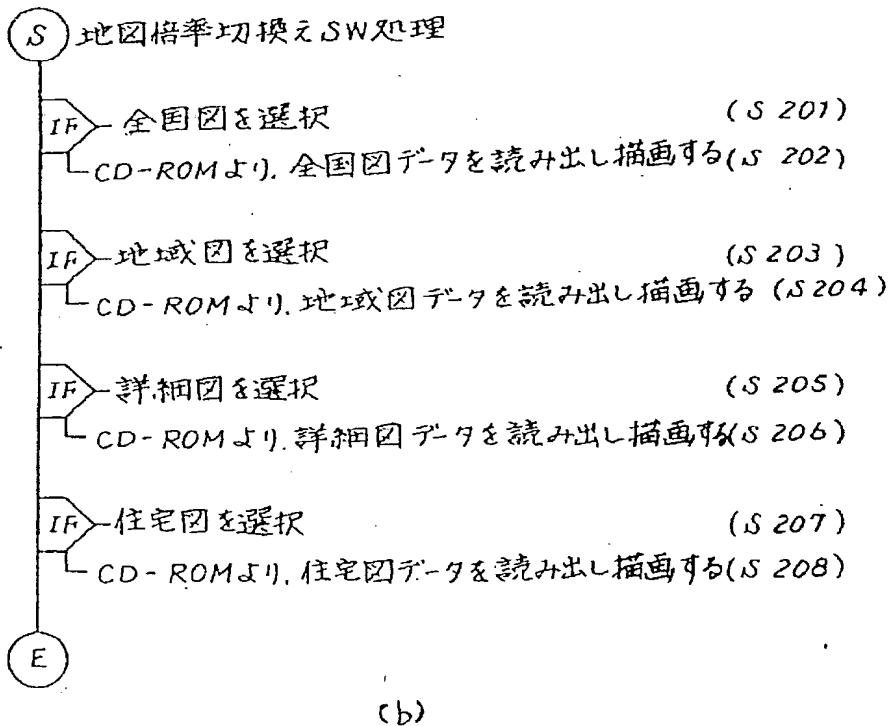 S 地図倍率切換えSW処理
IF 全国図を選択 (S 201)
CD-ROMより、全国図データを読み出し描画する (S 202)
IF 地域図を選択 (S 203)
CD-ROMより、地域図データを読み出し描画する (S 204)
IF 詳細図を選択 (S 205)
CD-ROMより、詳細図データを読み出し描画する (S 206)
IF 住宅図を選択 (S 207)
CD-ROMより、住宅図データを読み出し描画する (S 208)
E
(b)